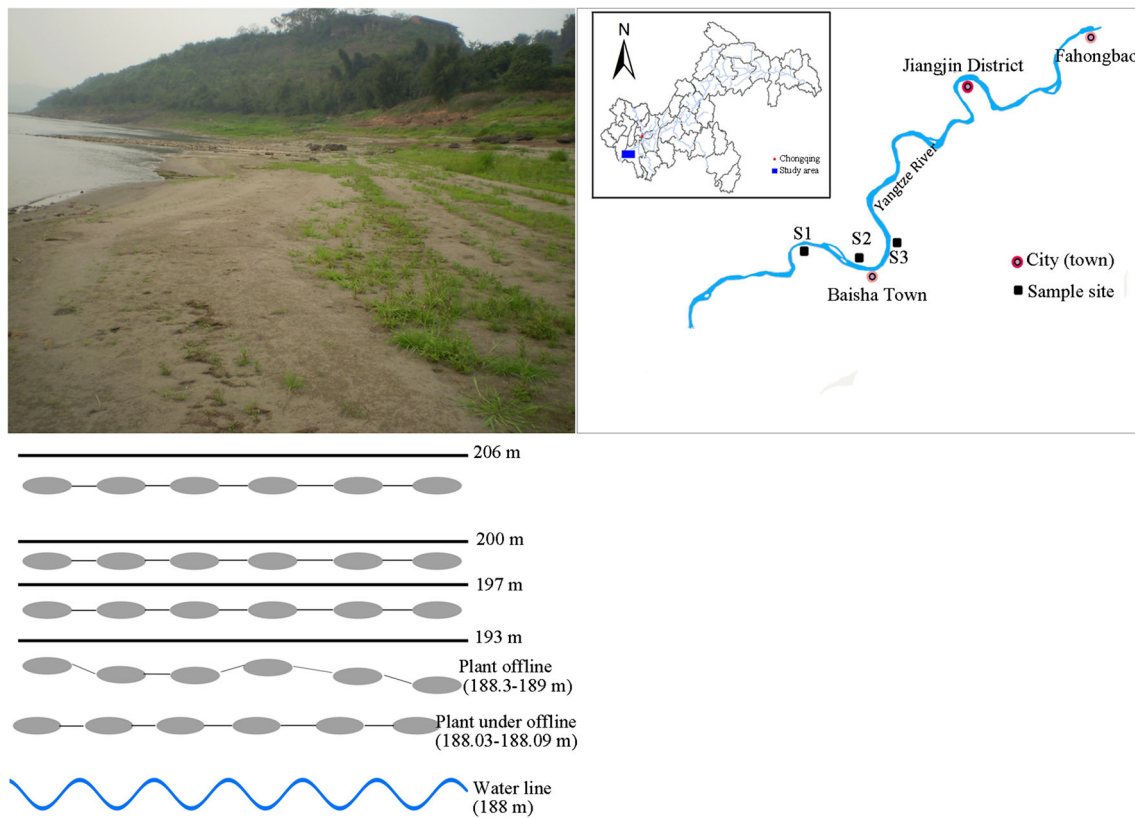 N
Chongqing
Study area
Fahongbao
Jiangjin District
Yangtze River
S1
S2
S3
Baisha Town
City (town)
Sample site
206 m
200 m
197 m
193 m
Plant offline
(188.3-189 m)
Plant under offline
(188.03-188.09 m)
Water line
(188 m)